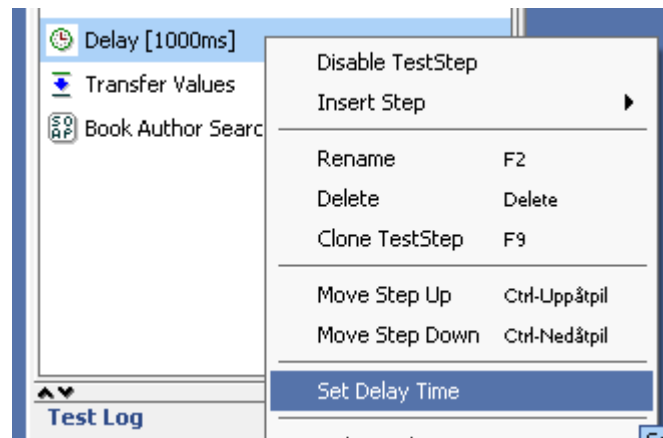 Delay [1000ms]
Transfer Values
SOAP Book Author Searc
Disable TestStep
Insert Step
Rename F2
Delete Delete
Clone TestStep F9
Move Step Up Ctrl-Uppåtpil
Move Step Down Ctrl-Nedåtpil
Set Delay Time
Test Log